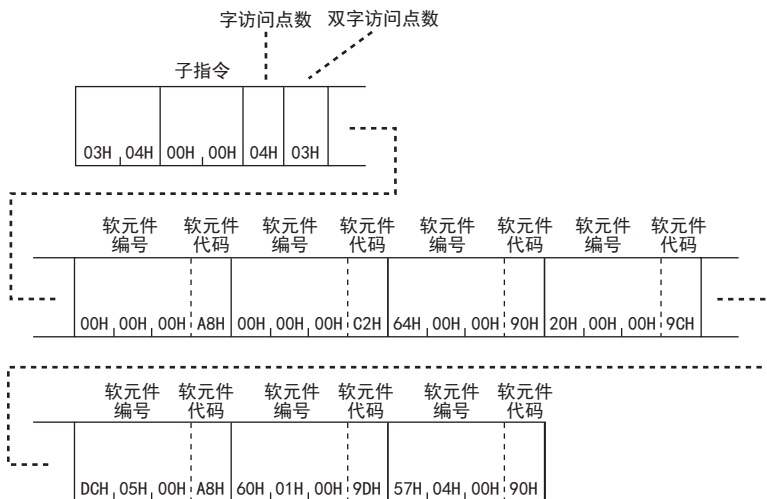 字访问点数 双字访问点数
子指令
03H 04H 00H 00H 04H 03H
软元件 软元件 软元件 软元件 软元件 软元件 软元件 软元件
编号 代码 编号 代码 编号 代码 编号 代码
00H 00H 00H A8H 00H 00H 00H C2H 64H 00H 00H 90H 20H 00H 00H 9CH
软元件 软元件 软元件 软元件 软元件 软元件
编号 代码 编号 代码 编号 代码
DCH 05H 00H A8H 60H 01H 00H 9DH 57H 04H 00H 90H